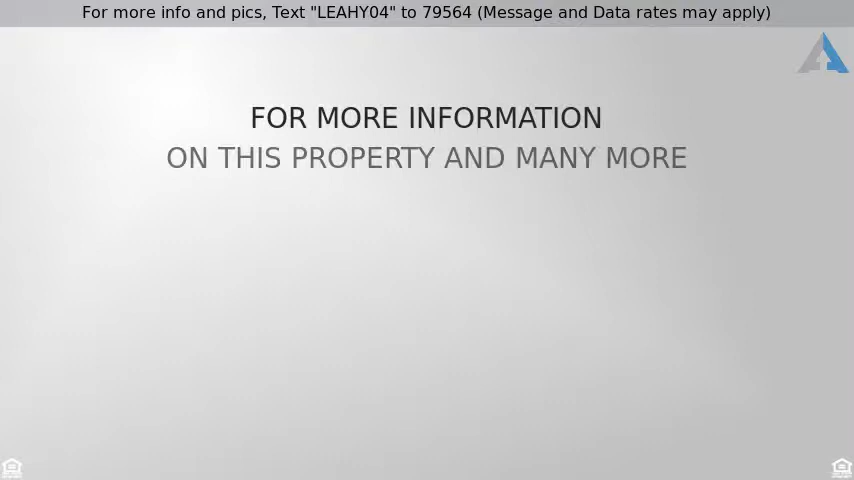 For more info and pics, Text "LEAHY04" to 79564 (Message and Data rates may apply)
FOR MORE INFORMATION
ON THIS PROPERTY AND MANY MORE